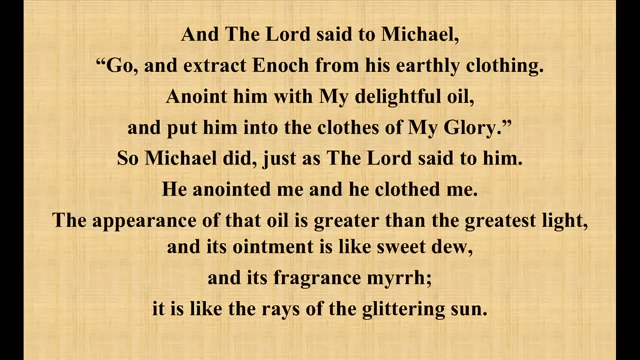 And The Lord said to Michael,
“Go, and extract Enoch from his earthly clothing.
Anoint him with My delightful oil,
and put him into the clothes of My Glory.”
So Michael did, just as The Lord said to him.
He anointed me and he clothed me.
The appearance of that oil is greater than the greatest light,
and its ointment is like sweet dew,
and its fragrance myrrh;
it is like the rays of the glittering sun.